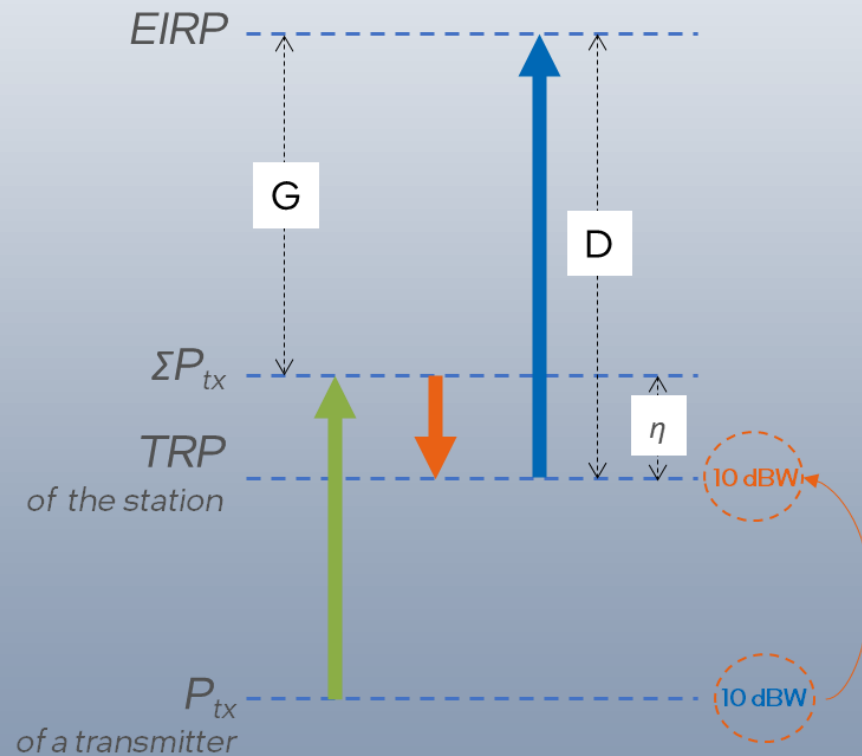 EIRP
G
D
ΣPtx
η
TRP
of the station
10 dBW
Ptx
of a transmitter
10 dBW